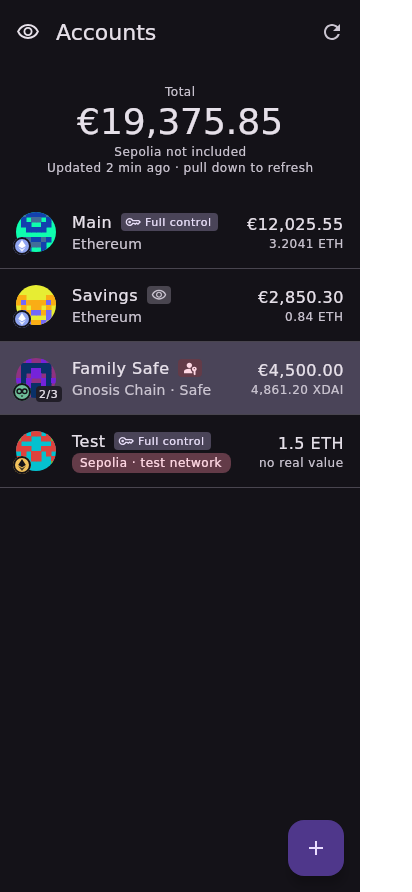 Accounts
Total
€19,375.85
Sepolia not included
Updated 2 min ago · pull down to refresh
Main Full control €12,025.55
Ethereum 3.2041 ETH
Savings €2,850.30
Ethereum 0.84 ETH
Family Safe €4,500.00
2/3 Gnosis Chain · Safe 4,861.20 XDAI
Test Full control 1.5 ETH
Sepolia · test network no real value